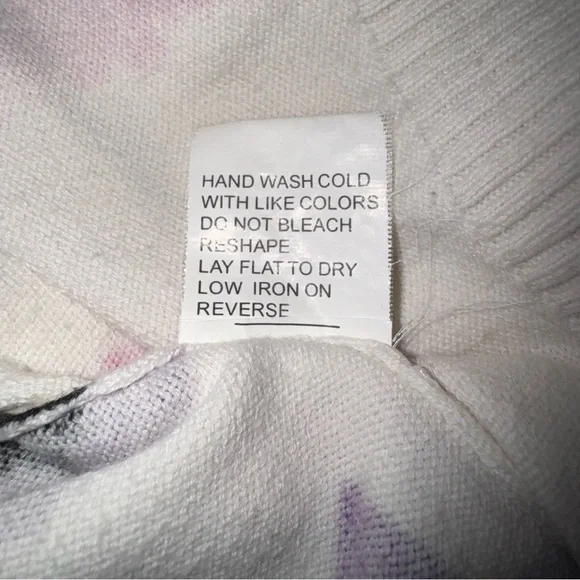 HAND WASH COLD
WITH LIKE COLORS
DO NOT BLEACH
RESHAPE
LAY FLAT TO DRY
LOW IRON ON
REVERSE